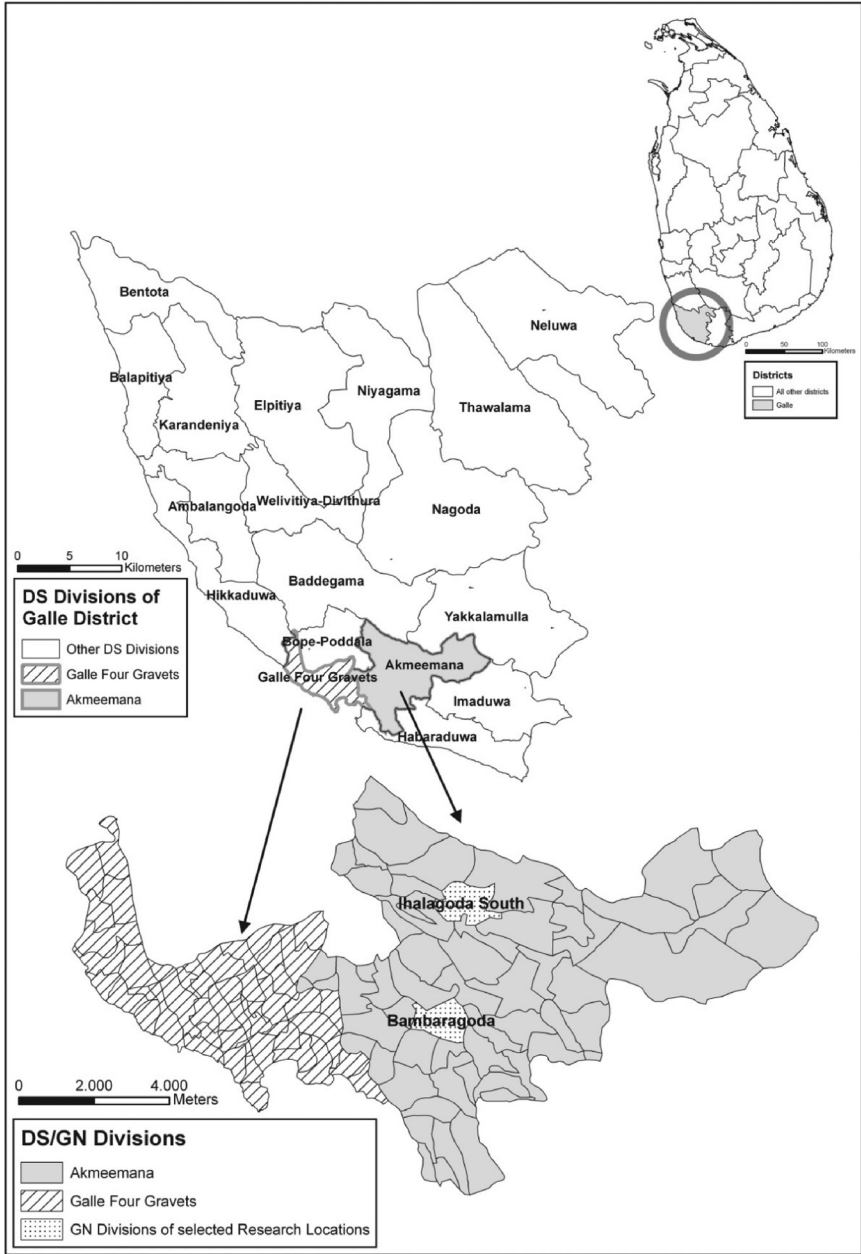 0 50 100
Kilometers
Districts
All other districts
Galle
Bentota
Neluwa
Balapitiya
Niyagama
Elpitiya
Thawalama
Karandeniya
Ambalangoda
Welivitiya-Divithura
Nagoda
0 5 10
Kilometers
Baddegama
Hikkaduwa
Yakkalamulla
DS Divisions of
Galle District
Other DS Divisions
Galle Four Gravets
Akmeemana
Bope-Poddala
Akmeemana
Galle Four Gravets
Imaduwa
Habaraduwa
Ihalagoda South
Bambaragoda
0 2.000 4.000
Meters
DS/GN Divisions
Akmeemana
Galle Four Gravets
GN Divisions of selected Research Locations